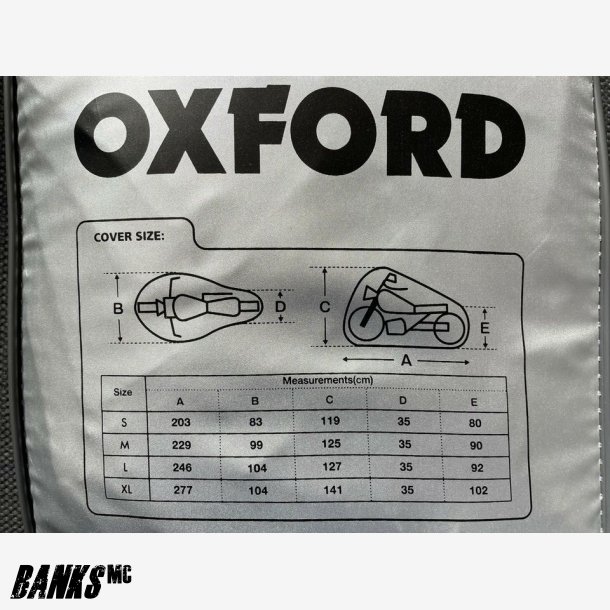 OXFORD
COVER SIZE:
B D C E
A
Size Measurements(cm)
A B C D E
S 203 83 119 35 80
M 229 99 125 35 90
L 246 104 127 35 92
XL 277 104 141 35 102
BANKS MC